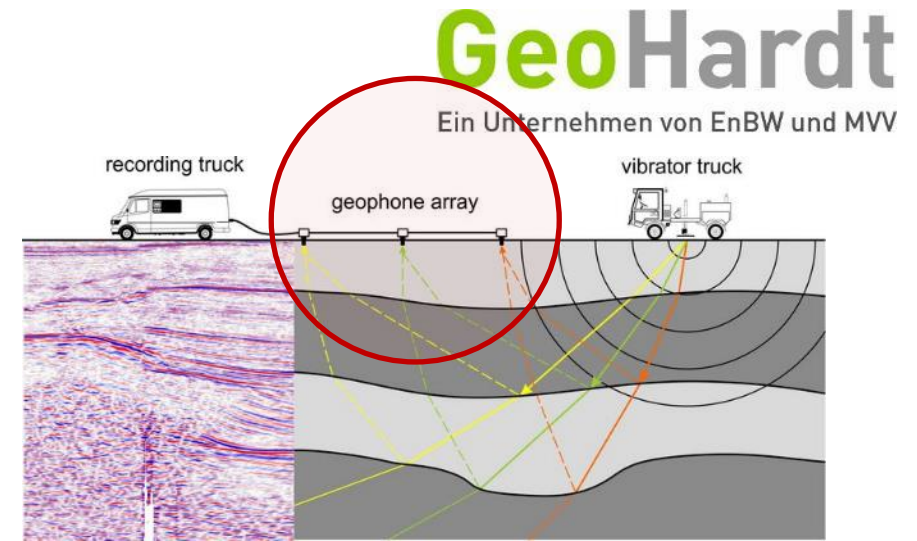 GeoHardt
Ein Unternehmen von EnBW und MVV
recording truck
geophone array
vibrator truck